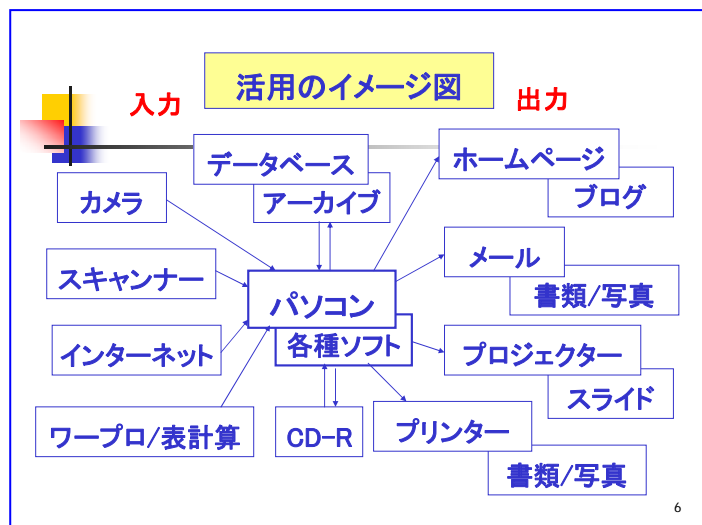 活用のイメージ図
入力
出力
データベース
アーカイブ
ホームページ
ブログ
カメラ
メール
書類/写真
スキャンナー
パソコン
各種ソフト
インターネット
プロジェクター
スライド
ワープロ/表計算
CD-R
プリンター
書類/写真
6